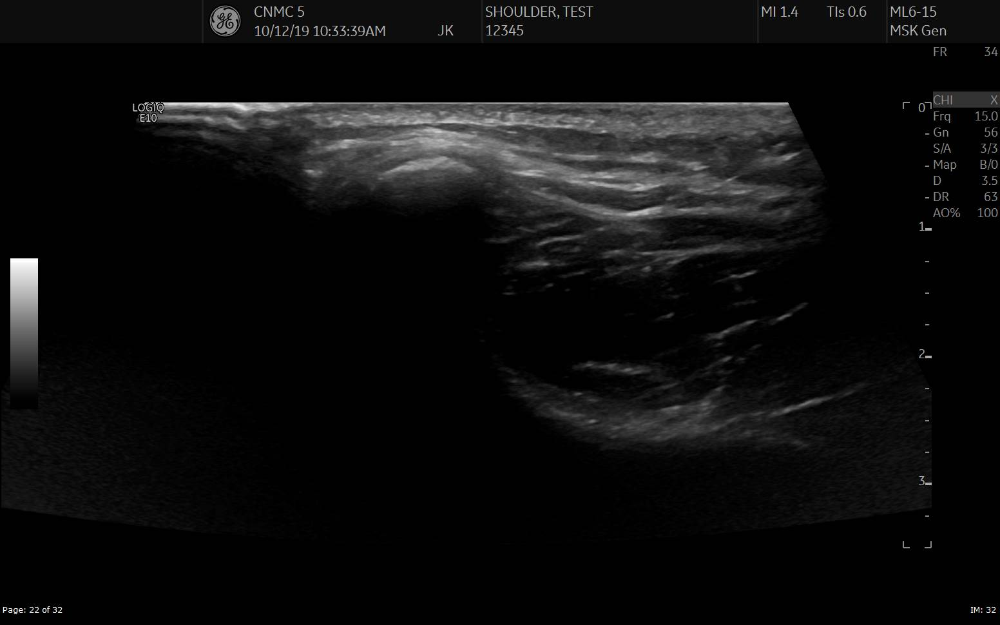 CNMC 5
10/12/19 10:33:39AM JK
SHOULDER, TEST
12345
MI 1.4 TIs 0.6
ML6-15
MSK Gen
FR 34
LOGIQ
E10
CHI X
Frq 15.0
Gn 56
S/A 3/3
Map B/0
D 3.5
DR 63
AO% 100
0
1
2
3
Page: 22 of 32
IM: 32